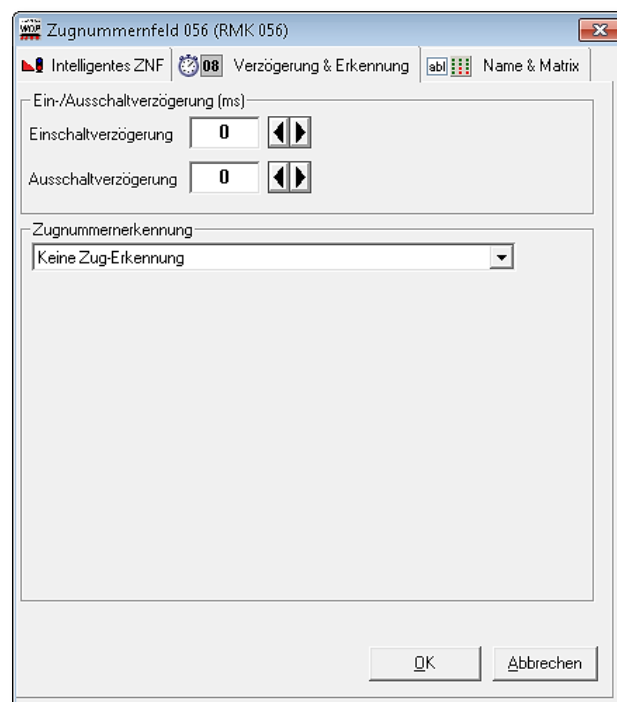 Zugnummernfeld 056 (RMK 056)
Intelligentes ZNF 08 Verzögerung & Erkennung abl Name & Matrix
Ein-/Ausschaltverzögerung (ms)
Einschaltverzögerung 0
Ausschaltverzögerung 0
Zugnummernerkennung
Keine Zug-Erkennung
OK Abbrechen